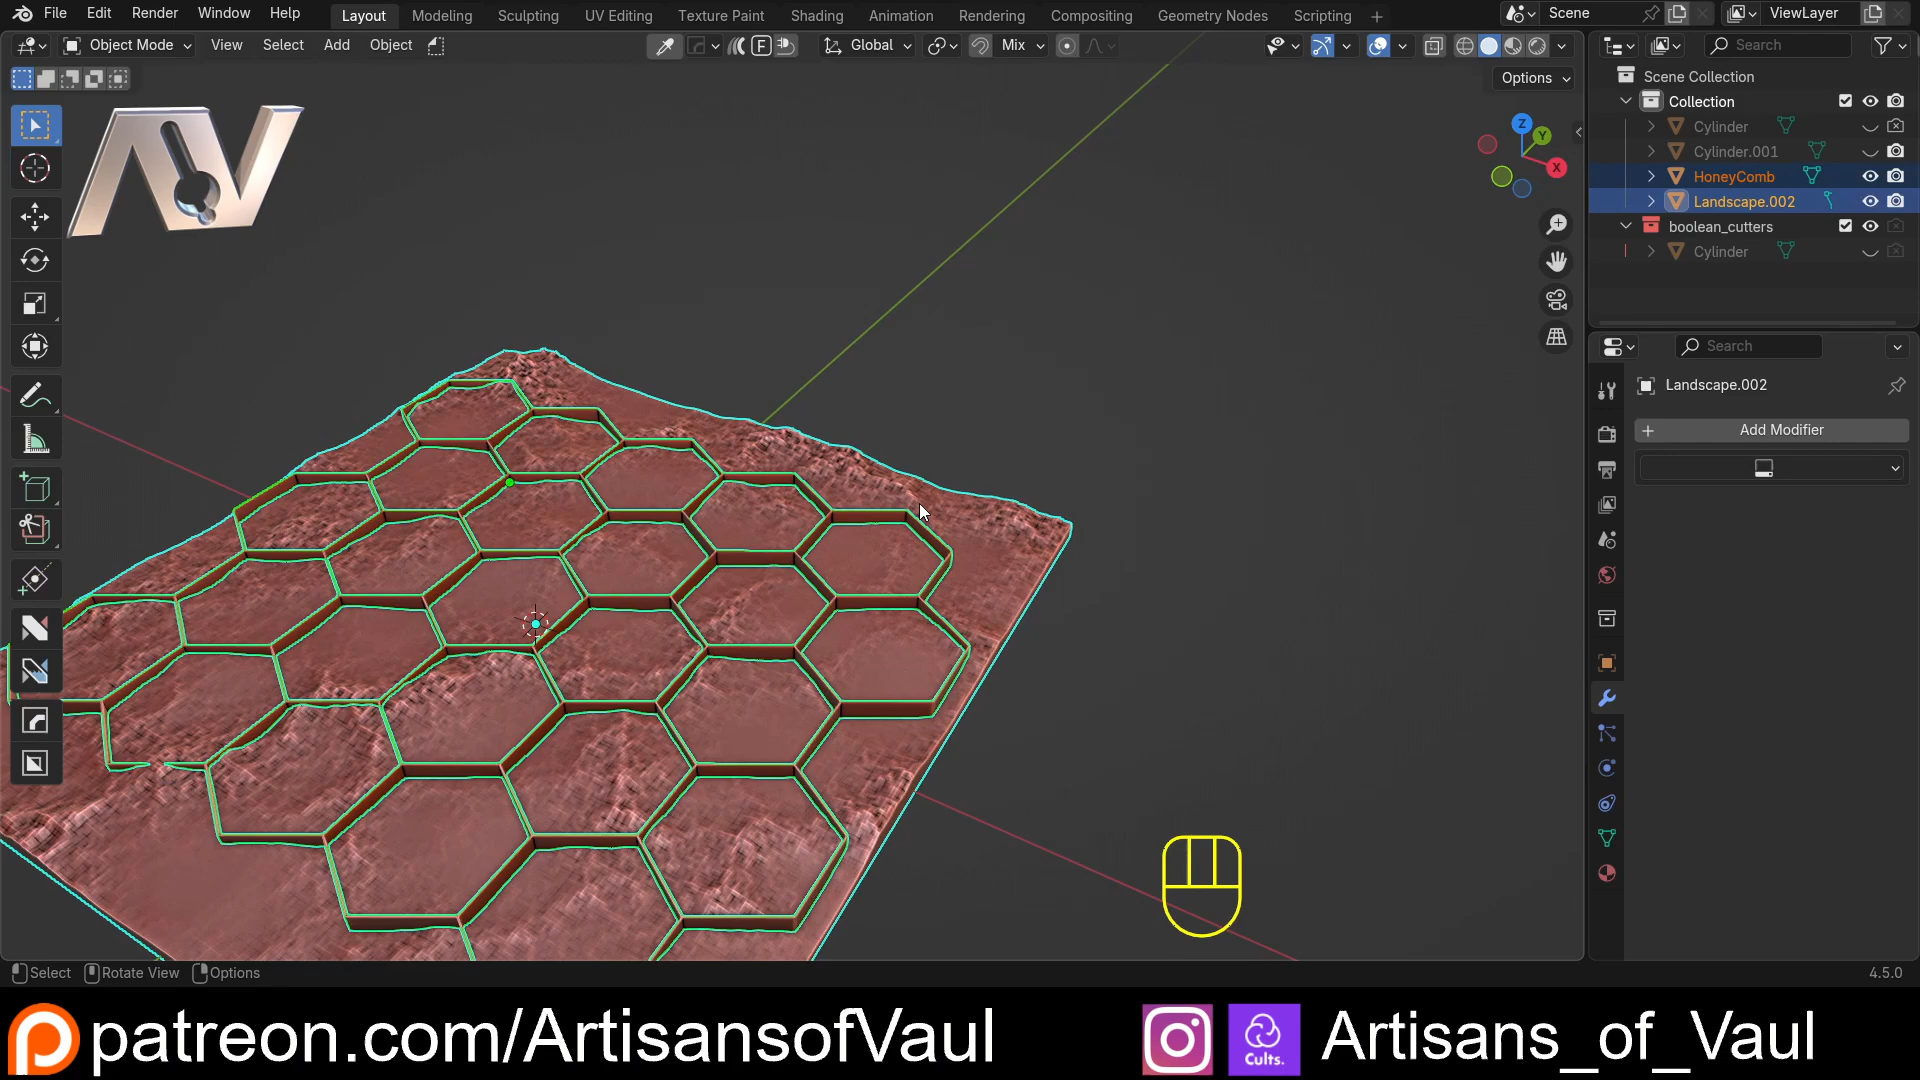 File Edit Render Window Help Layout Modeling Sculpting UV Editing Texture Paint Shading Animation Rendering Compositing Geometry Nodes Scripting + Scene ViewLayer
Object Mode View Select Add Object Global Mix Search
Options
Scene Collection
Collection
Cylinder
Cylinder.001
HoneyComb
Landscape.002
boolean_cutters
Cylinder
Search
Landscape.002
Add Modifier
AV
Z
Y
X
F
Select Rotate View Options 4.5.0
patreon.com/ArtisansofVaul
Cults.
Artisans_of_Vaul